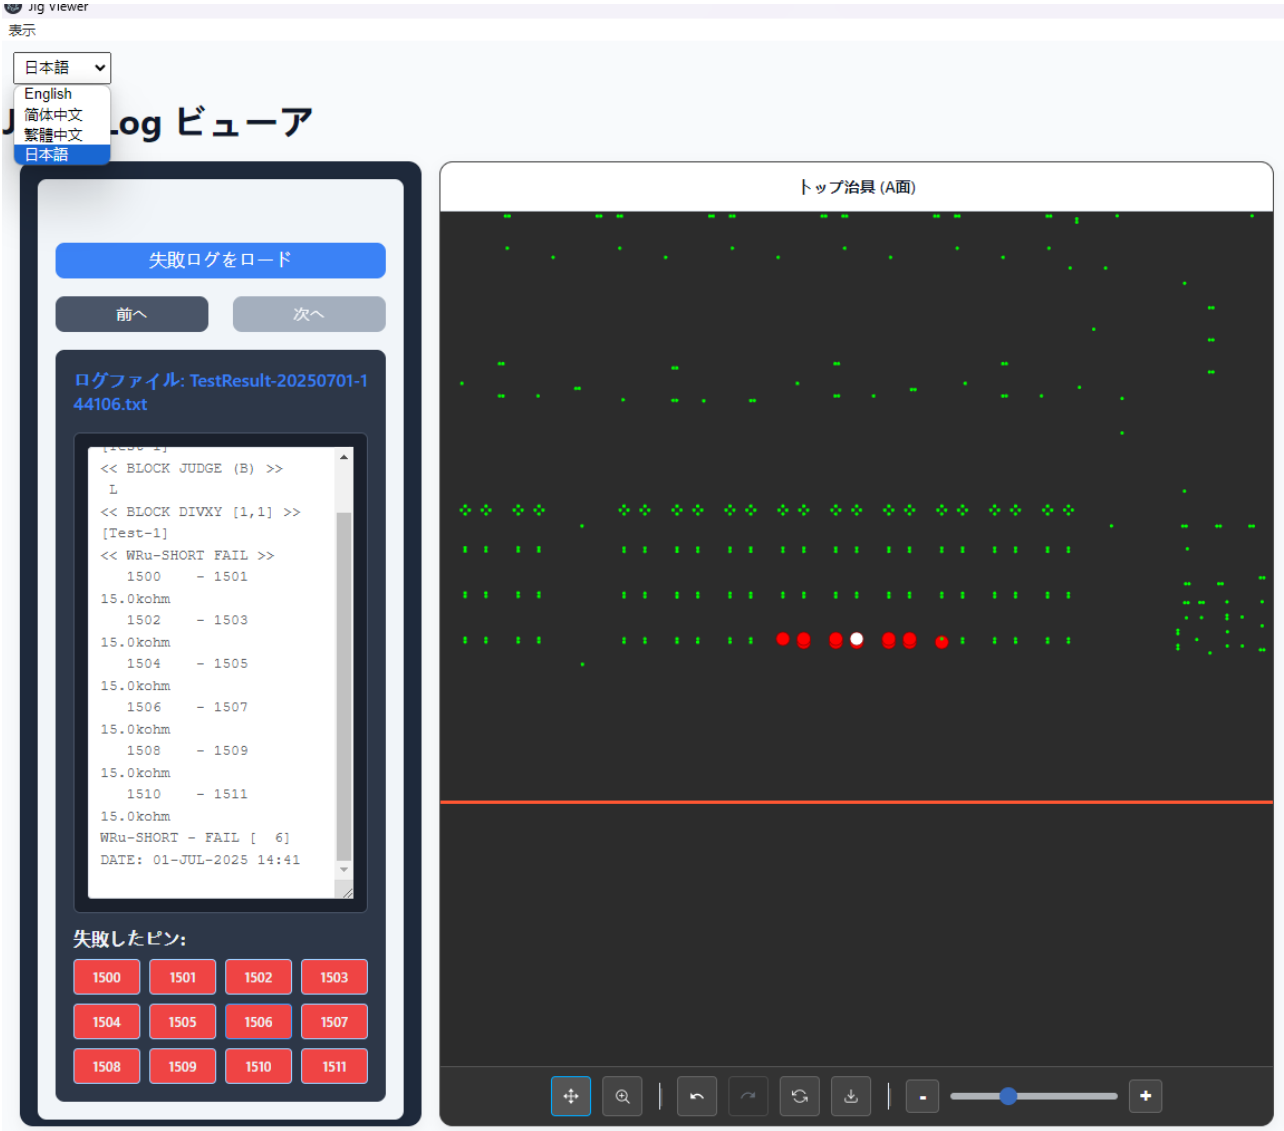 Jig Viewer
表示
日本語
English
简体中文
繁體中文
日本語
Log ビューア
失敗ログをロード
前へ
次へ
ログファイル: TestResult-20250701-1
44106.txt
[Test-1]
<< BLOCK JUDGE (B) >>
L
<< BLOCK DIVXY [1,1] >>
[Test-1]
<< WRu-SHORT FAIL >>
1500 - 1501
15.0kohm
1502 - 1503
15.0kohm
1504 - 1505
15.0kohm
1506 - 1507
15.0kohm
1508 - 1509
15.0kohm
1510 - 1511
15.0kohm
WRu-SHORT - FAIL [ 6]
DATE: 01-JUL-2025 14:41
失敗したピン:
1500 1501 1502 1503
1504 1505 1506 1507
1508 1509 1510 1511
トップ治具 (A面)
- +